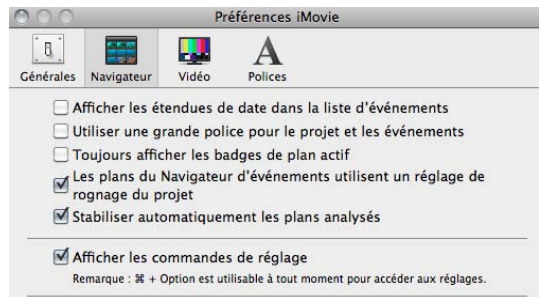 Préférences iMovie
Générales
Navigateur
Vidéo
A
Polices
Afficher les étendues de date dans la liste d'événements
Utiliser une grande police pour le projet et les événements
Toujours afficher les badges de plan actif
Les plans du Navigateur d'événements utilisent un réglage de
rognage du projet
Stabiliser automatiquement les plans analysés
Afficher les commandes de réglage
Remarque : ⌘ + Option est utilisable à tout moment pour accéder aux réglages.